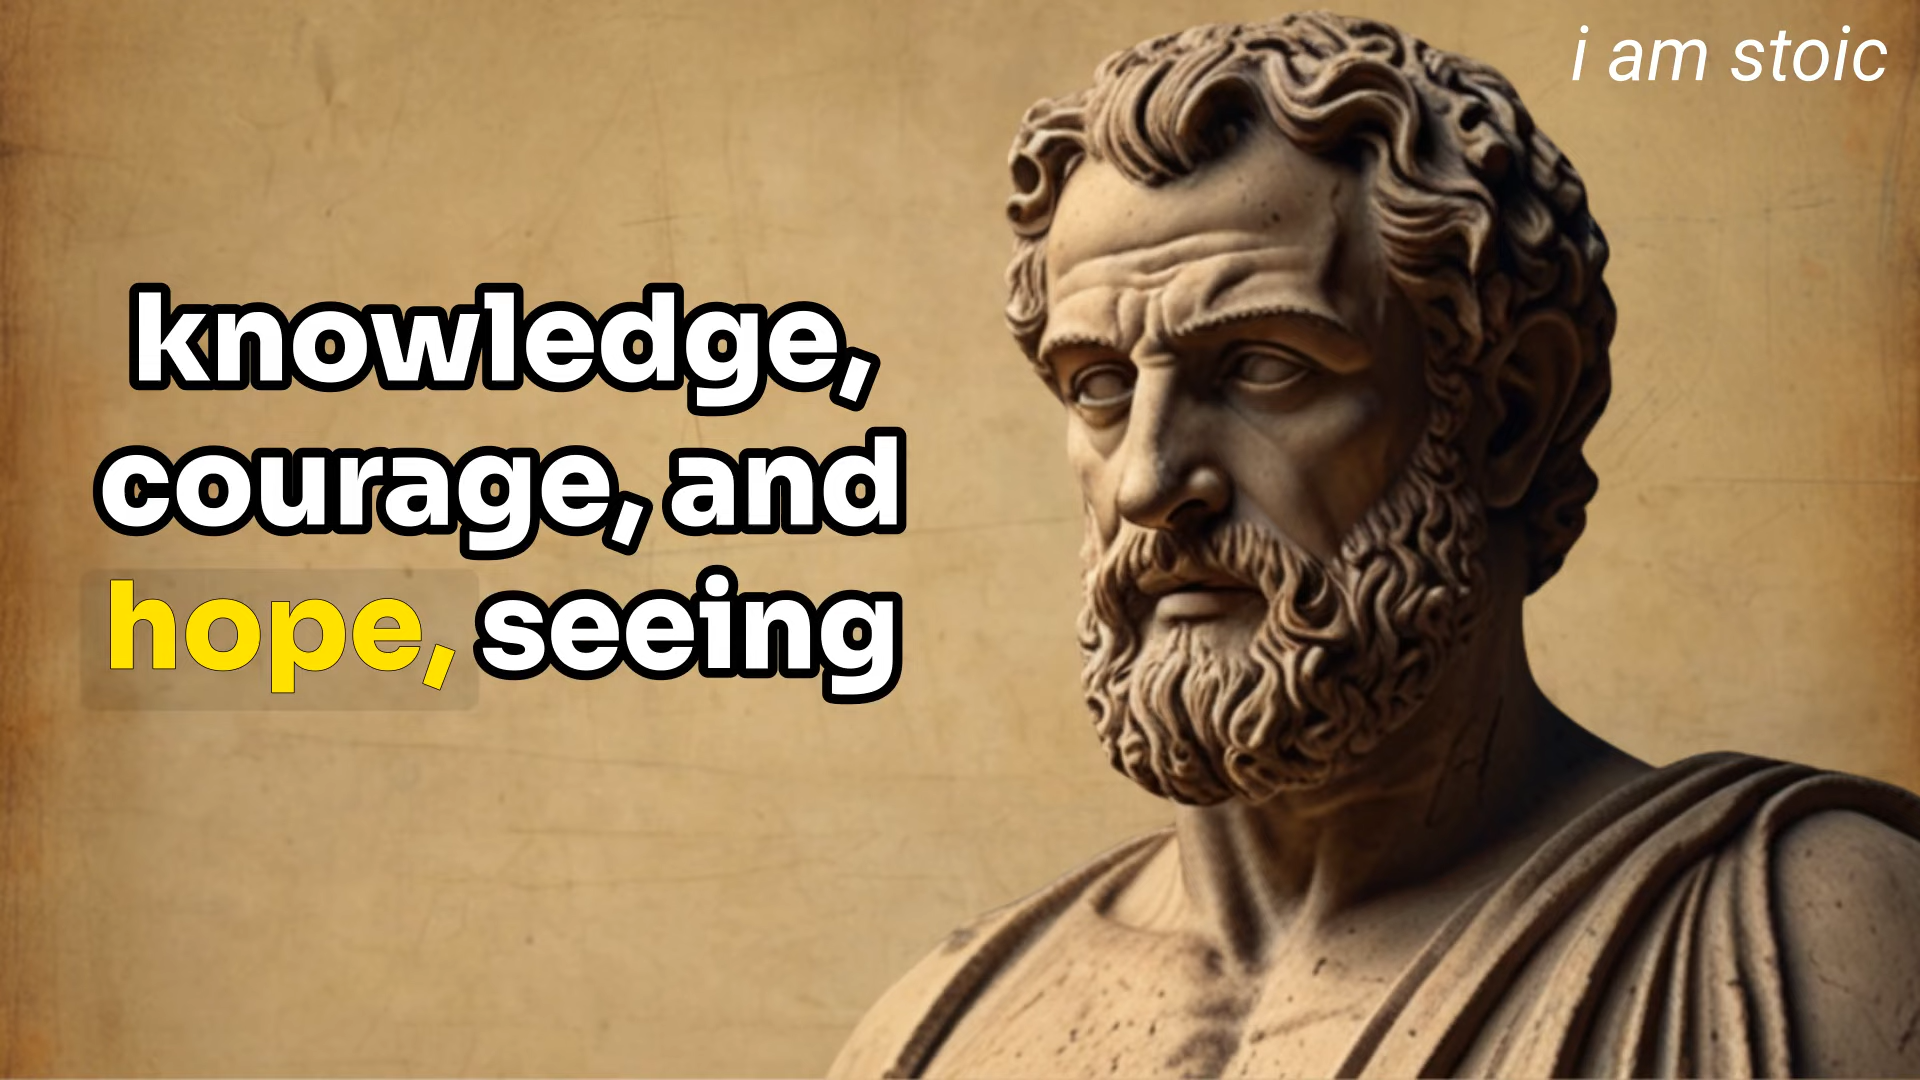 i am stoic
knowledge,
courage, and
hope, seeing